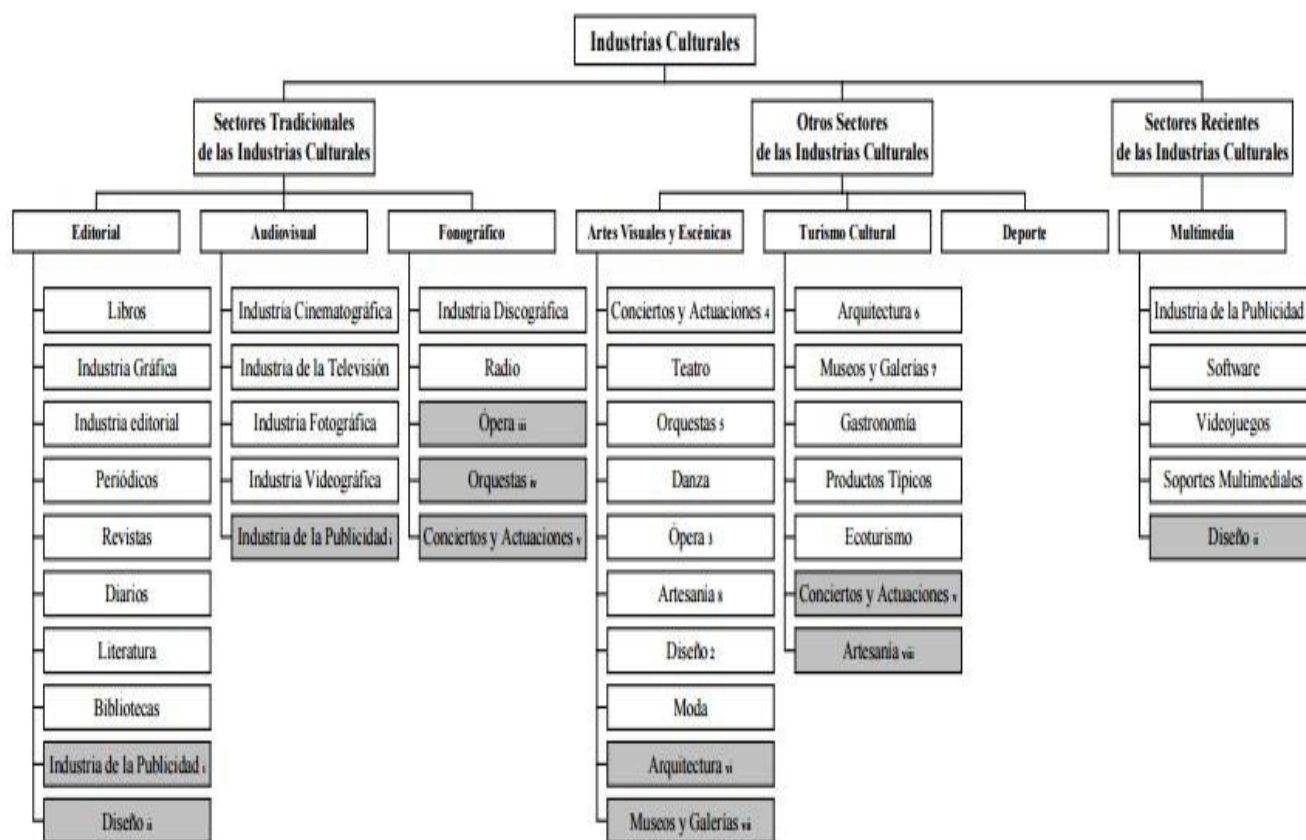 Industrias Culturales
Sectores Tradicionales
de las Industrias Culturales
Otros Sectores
de las Industrias Culturales
Sectores Recientes
de las Industrias Culturales
Editorial
Audiovisual
Fonográfico
Artes Visuales y Escénicas
Turismo Cultural
Deporte
Multimedia
Libros
Industria Gráfica
Industria editorial
Periódicos
Revistas
Diarios
Literatura
Bibliotecas
Industria de la Publicidad i
Diseño ii
Industria Cinematográfica
Industria de la Televisión
Industria Fotográfica
Industria Videográfica
Industria de la Publicidad i
Industria Discográfica
Radio
Ópera iii
Orquestas iv
Conciertos y Actuaciones v
Conciertos y Actuaciones 4
Teatro
Orquestas 5
Danza
Ópera 3
Artesanía 8
Diseño 2
Moda
Arquitectura vi
Museos y Galerías vii
Arquitectura 6
Museos y Galerías 7
Gastronomía
Productos Típicos
Ecoturismo
Conciertos y Actuaciones v
Artesanía viii
Industria de la Publicidad
Software
Videojuegos
Soportes Multimediales
Diseño ii